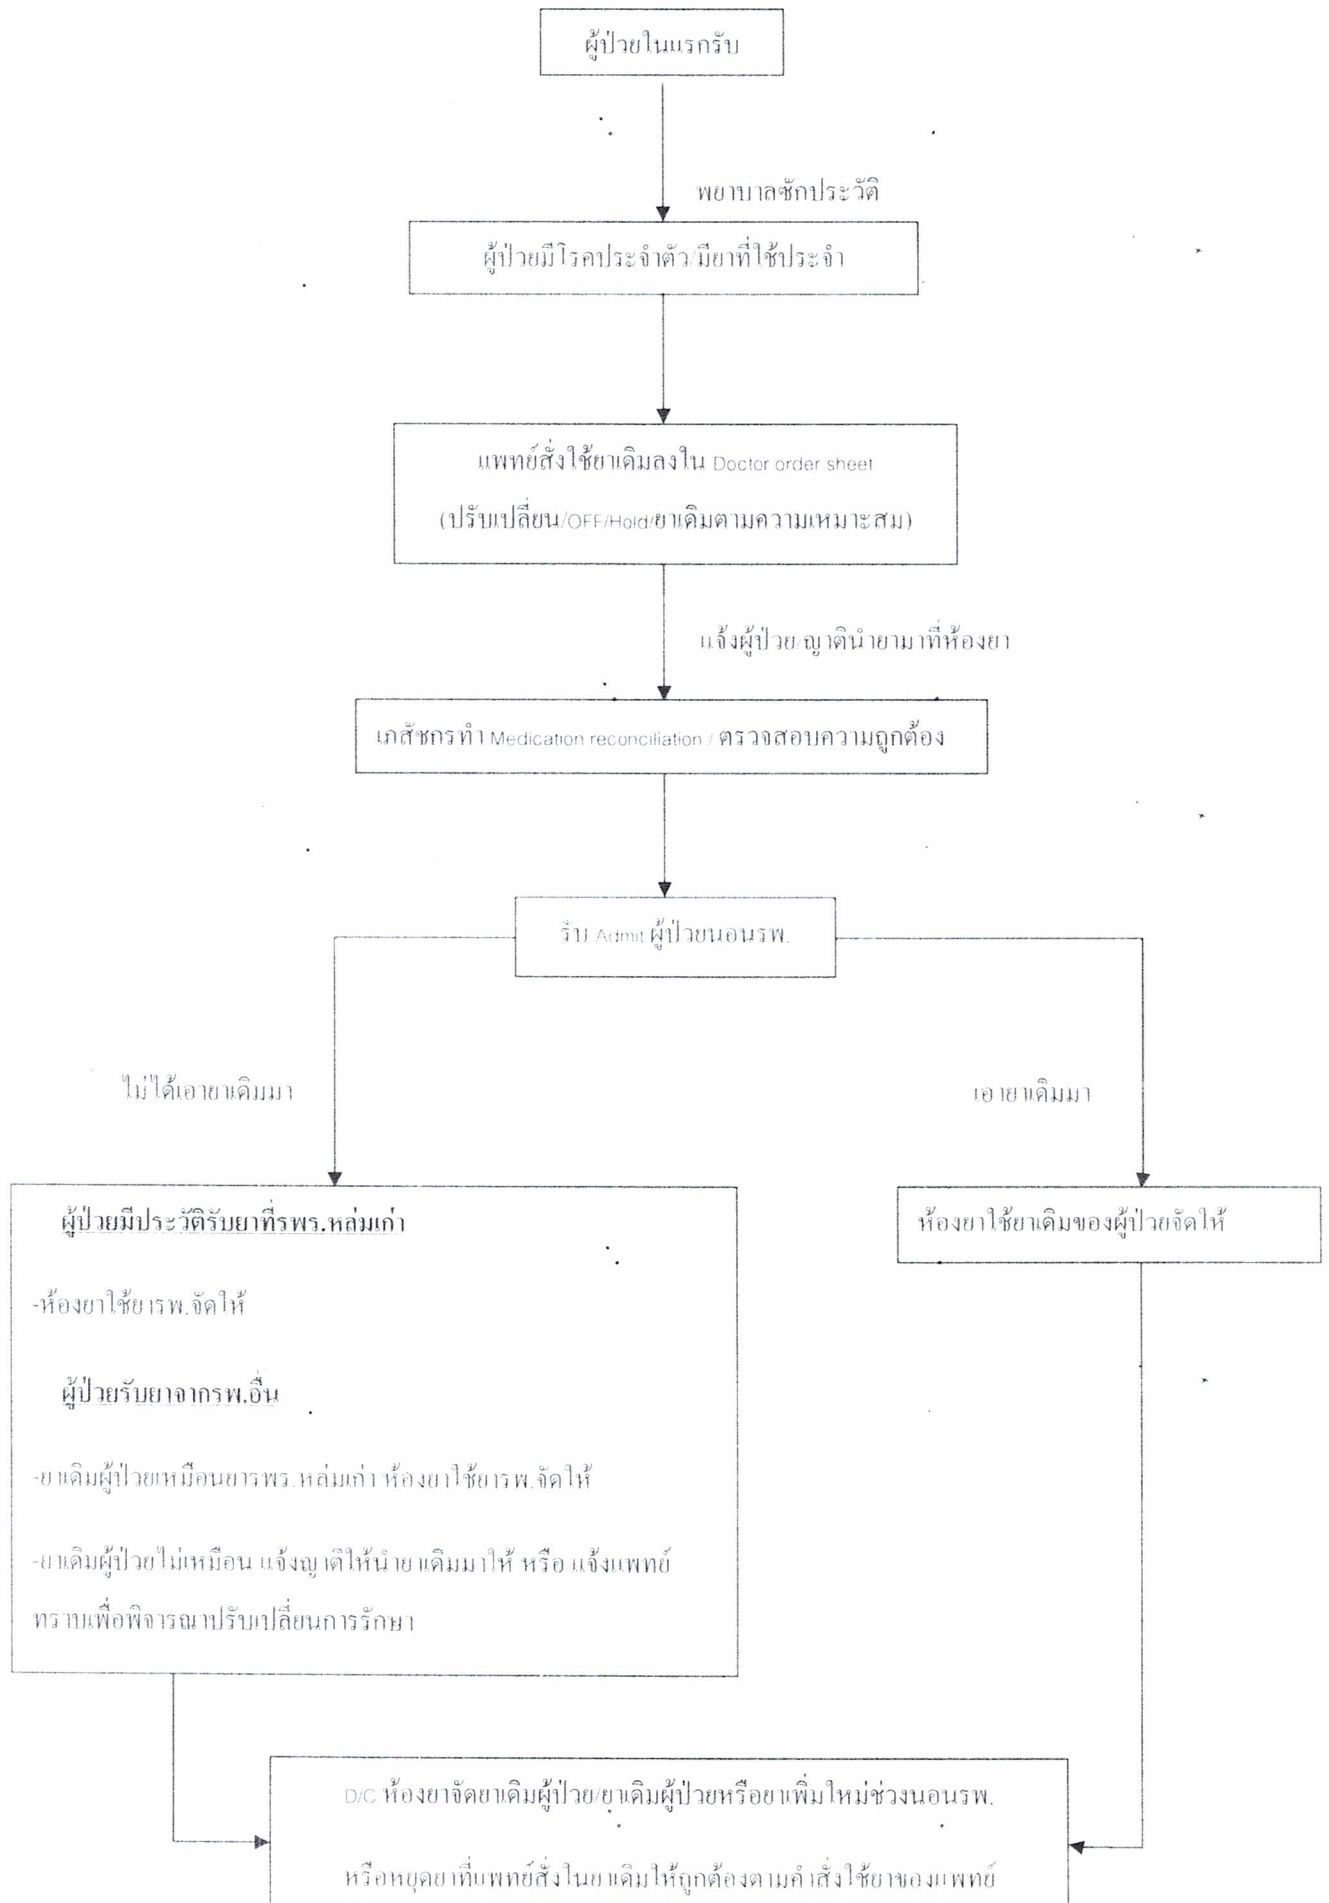 ผู้ป่วยในแรกรับ
พยาบาลซักประวัติ
ผู้ป่วยมีโรคประจำตัว/มียาที่ใช้ประจำ
แพทย์สั่งใช้ยาเดิมลงใน Doctor order sheet
(ปรับเปลี่ยน/OFF/Hold/ยาเดิมตามความเหมาะสม)
แจ้งผู้ป่วย/ญาตินำยามาที่ห้องยา
เภสัชกรทำ Medication reconciliation / ตรวจสอบความถูกต้อง
รับ Admit ผู้ป่วยนอนรพ.
ไม่ได้เอายาเดิมมา
เอายาเดิมมา
ผู้ป่วยมีประวัติรับยาที่รพร.หล่มเก่า
-ห้องยาใช้ยารพ.จัดให้
ผู้ป่วยรับยาจากรพ.อื่น
-ยาเดิมผู้ป่วยเหมือนยารพร.หล่มเก่า ห้องยาใช้ยารพ.จัดให้
-ยาเดิมผู้ป่วยไม่เหมือน แจ้งญาติให้นำยาเดิมมาให้ หรือ แจ้งแพทย์
ทราบเพื่อพิจารณาปรับเปลี่ยนการรักษา
ห้องยาใช้ยาเดิมของผู้ป่วยจัดให้
D/C ห้องยาจัดยาเดิมผู้ป่วย/ยาเดิมผู้ป่วยหรือยาเพิ่มใหม่ช่วงนอนรพ.
หรือหยุดยาที่แพทย์สั่งในยาเดิมให้ถูกต้องตามคำสั่งใช้ยาของแพทย์